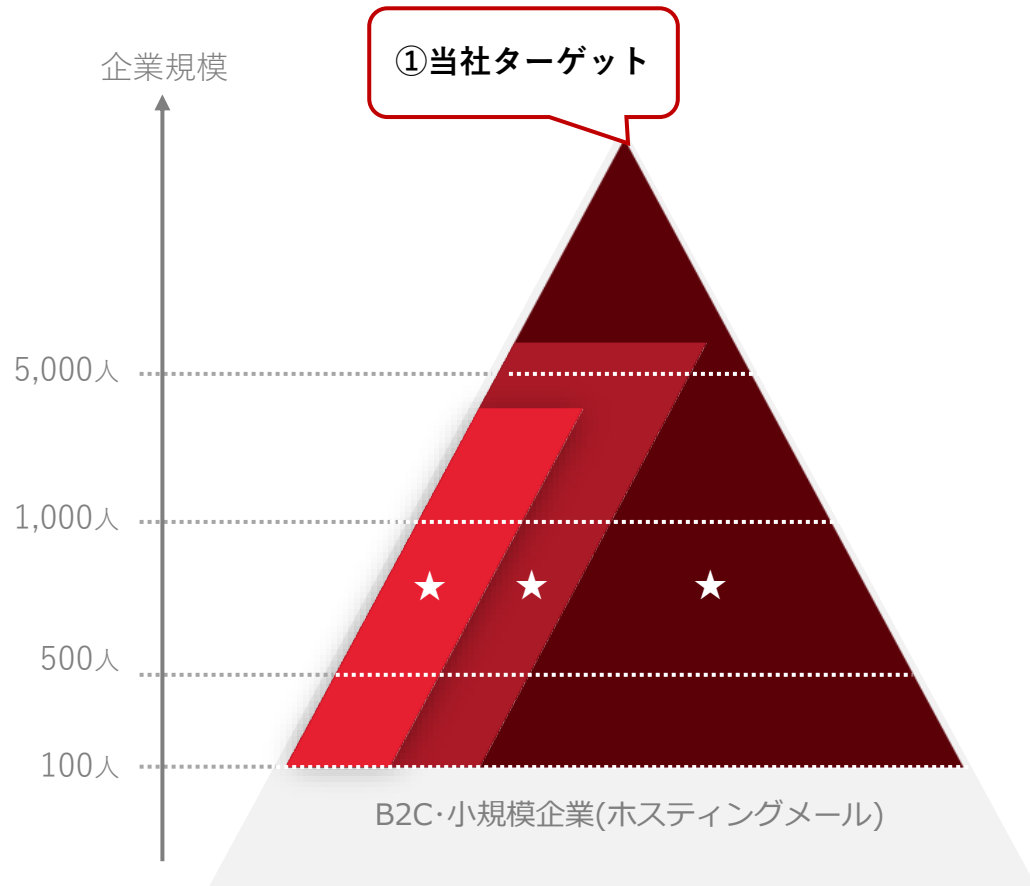 ①当社ターゲット
企業規模
5,000人
1,000人
★ ★ ★
500人
100人
B2C･小規模企業(ホスティングメール)